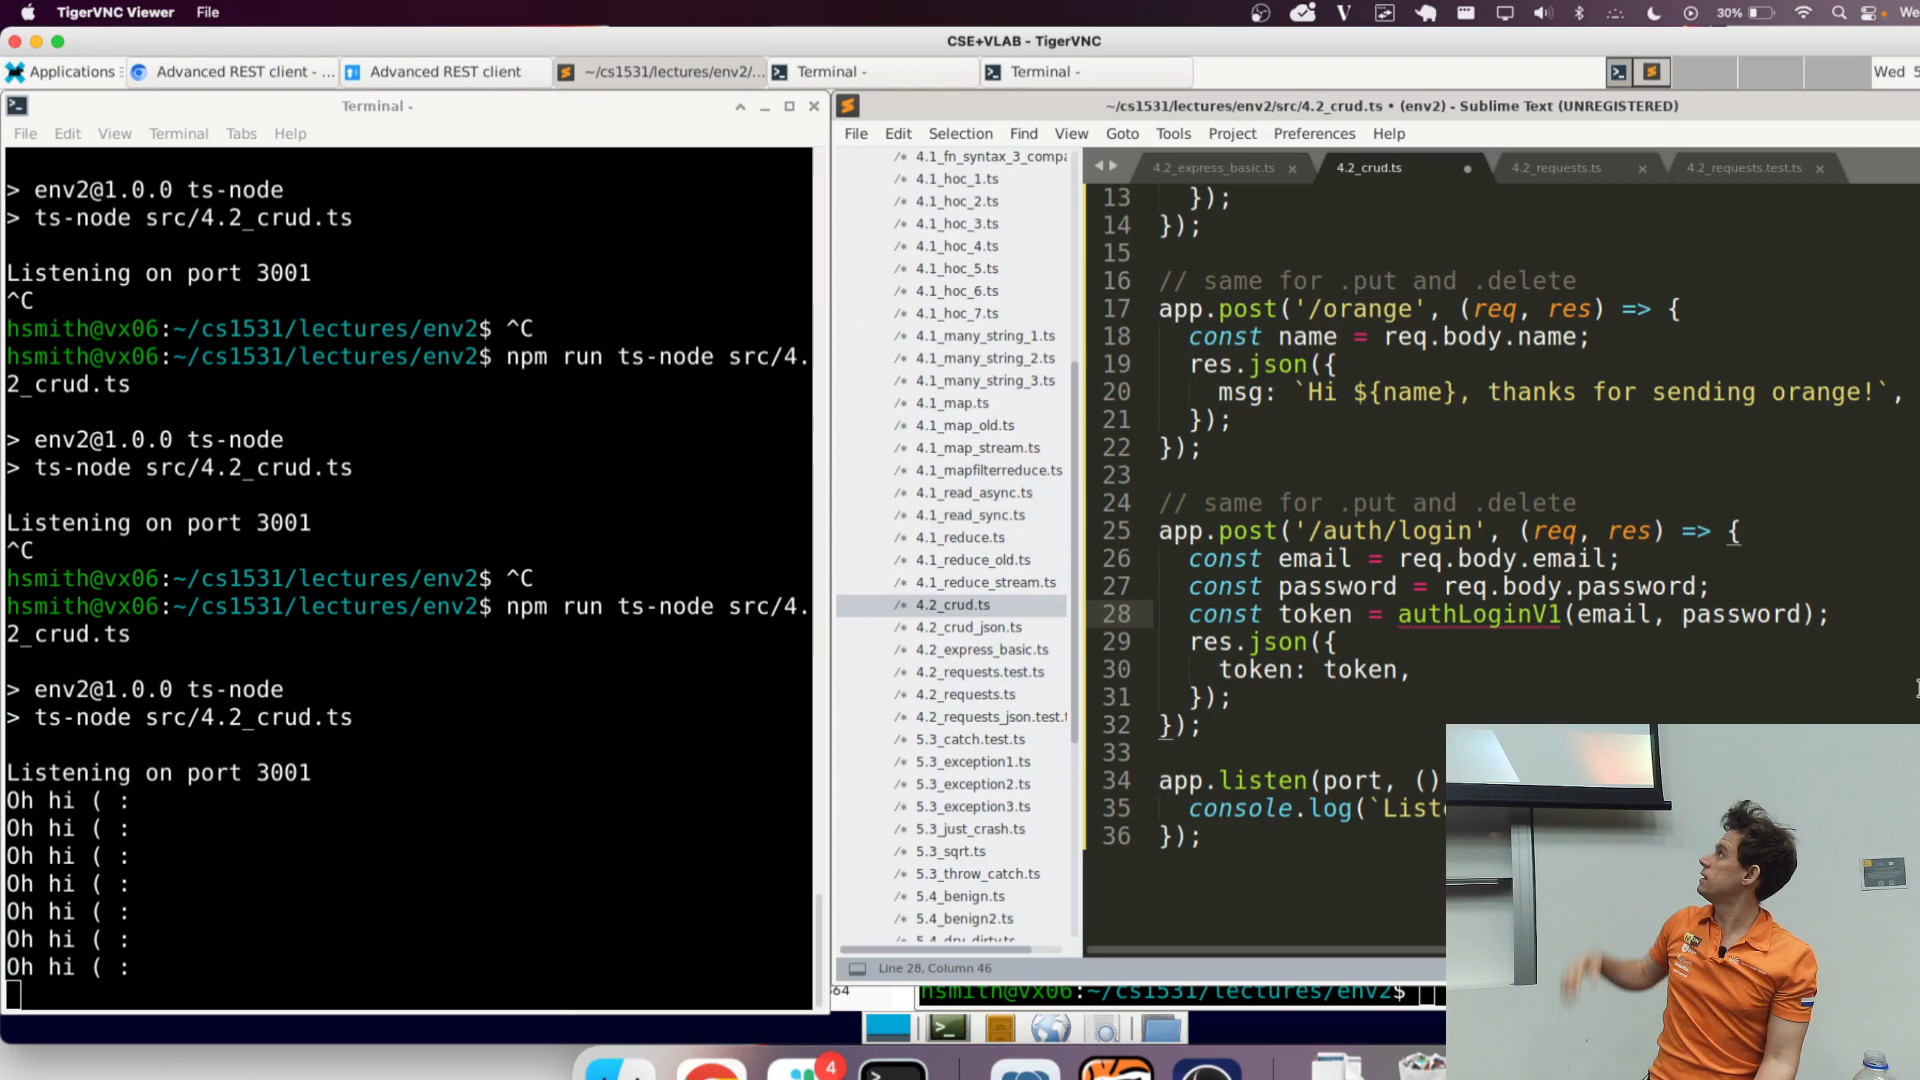 TigerVNC Viewer File
30%
CSE+VLAB - TigerVNC
Applications
Advanced REST client - ...
Advanced REST client
~/cs1531/lectures/env2/...
Terminal -
Terminal -
Wed 5
Terminal -
File Edit View Terminal Tabs Help
> env2@1.0.0 ts-node
> ts-node src/4.2_crud.ts
Listening on port 3001
^C
hsmith@vx06:~/cs1531/lectures/env2$ ^C
hsmith@vx06:~/cs1531/lectures/env2$ npm run ts-node src/4.
2_crud.ts
> env2@1.0.0 ts-node
> ts-node src/4.2_crud.ts
Listening on port 3001
^C
hsmith@vx06:~/cs1531/lectures/env2$ ^C
hsmith@vx06:~/cs1531/lectures/env2$ npm run ts-node src/4.
2_crud.ts
> env2@1.0.0 ts-node
> ts-node src/4.2_crud.ts
Listening on port 3001
Oh hi ( :
Oh hi ( :
Oh hi ( :
Oh hi ( :
Oh hi ( :
Oh hi ( :
Oh hi ( :
~/cs1531/lectures/env2/src/4.2_crud.ts • (env2) - Sublime Text (UNREGISTERED)
File Edit Selection Find View Goto Tools Project Preferences Help
/* 4.1_fn_syntax_3_compa
/* 4.1_hoc_1.ts
/* 4.1_hoc_2.ts
/* 4.1_hoc_3.ts
/* 4.1_hoc_4.ts
/* 4.1_hoc_5.ts
/* 4.1_hoc_6.ts
/* 4.1_hoc_7.ts
/* 4.1_many_string_1.ts
/* 4.1_many_string_2.ts
/* 4.1_many_string_3.ts
/* 4.1_map.ts
/* 4.1_map_old.ts
/* 4.1_map_stream.ts
/* 4.1_mapfilterreduce.ts
/* 4.1_read_async.ts
/* 4.1_read_sync.ts
/* 4.1_reduce.ts
/* 4.1_reduce_old.ts
/* 4.1_reduce_stream.ts
/* 4.2_crud.ts
/* 4.2_crud_json.ts
/* 4.2_express_basic.ts
/* 4.2_requests.test.ts
/* 4.2_requests.ts
/* 4.2_requests_json.test.t
/* 5.3_catch.test.ts
/* 5.3_exception1.ts
/* 5.3_exception2.ts
/* 5.3_exception3.ts
/* 5.3_just_crash.ts
/* 5.3_sqrt.ts
/* 5.3_throw_catch.ts
/* 5.4_benign.ts
/* 5.4_benign2.ts
/* 5.4_dry_dirty.ts
4.2_express_basic.ts
4.2_crud.ts
4.2_requests.ts
4.2_requests.test.ts
13 });
14 });
15
16 // same for .put and .delete
17 app.post('/orange', (req, res) => {
18 const name = req.body.name;
19 res.json({
20 msg: `Hi ${name}, thanks for sending orange!`,
21 });
22 });
23
24 // same for .put and .delete
25 app.post('/auth/login', (req, res) => {
26 const email = req.body.email;
27 const password = req.body.password;
28 const token = authLoginV1(email, password);
29 res.json({
30 token: token,
31 });
32 });
33
34 app.listen(port, ()
35 console.log(`List
36 });
Line 28, Column 46
hsmith@vx06:~/cs1531/lectures/env2$
4